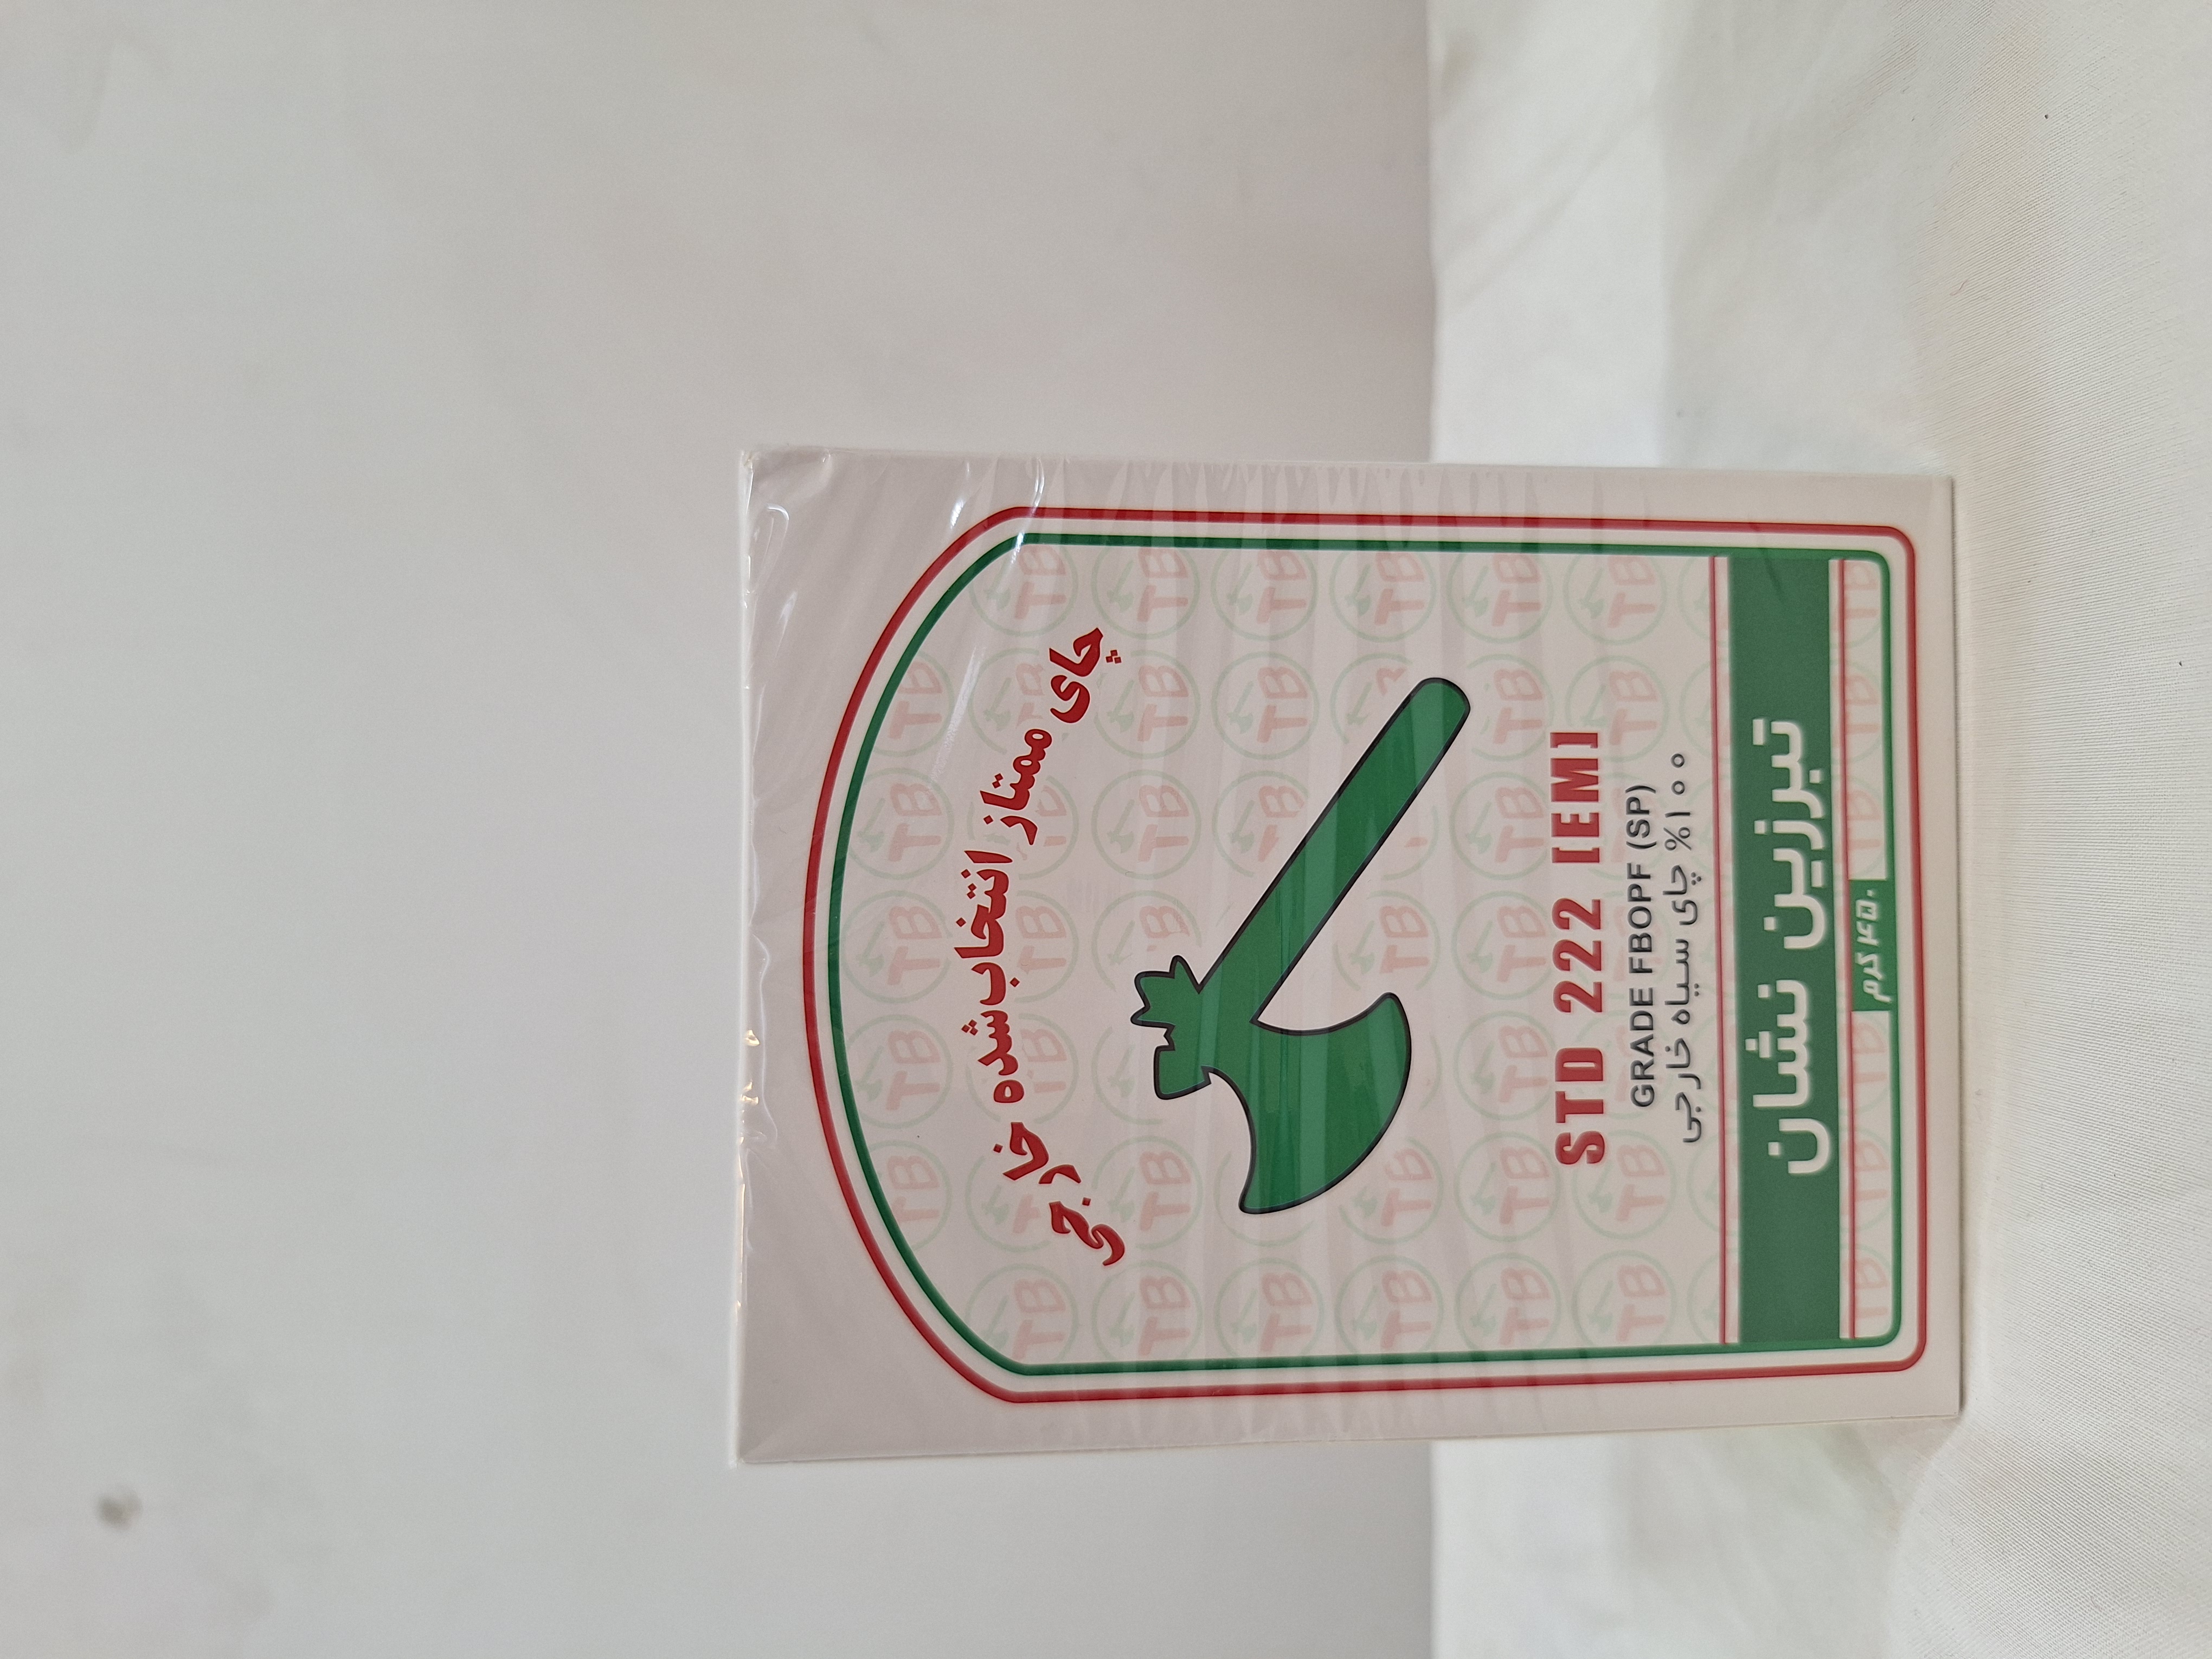 چای ممتاز انتخاب شده خارجی
STD 222 [EM]
GRADE FBOPF (SP)
۱۰۰% چای سیاه خارجی
تبرزین نشان
۴۵۰ گرم
TB